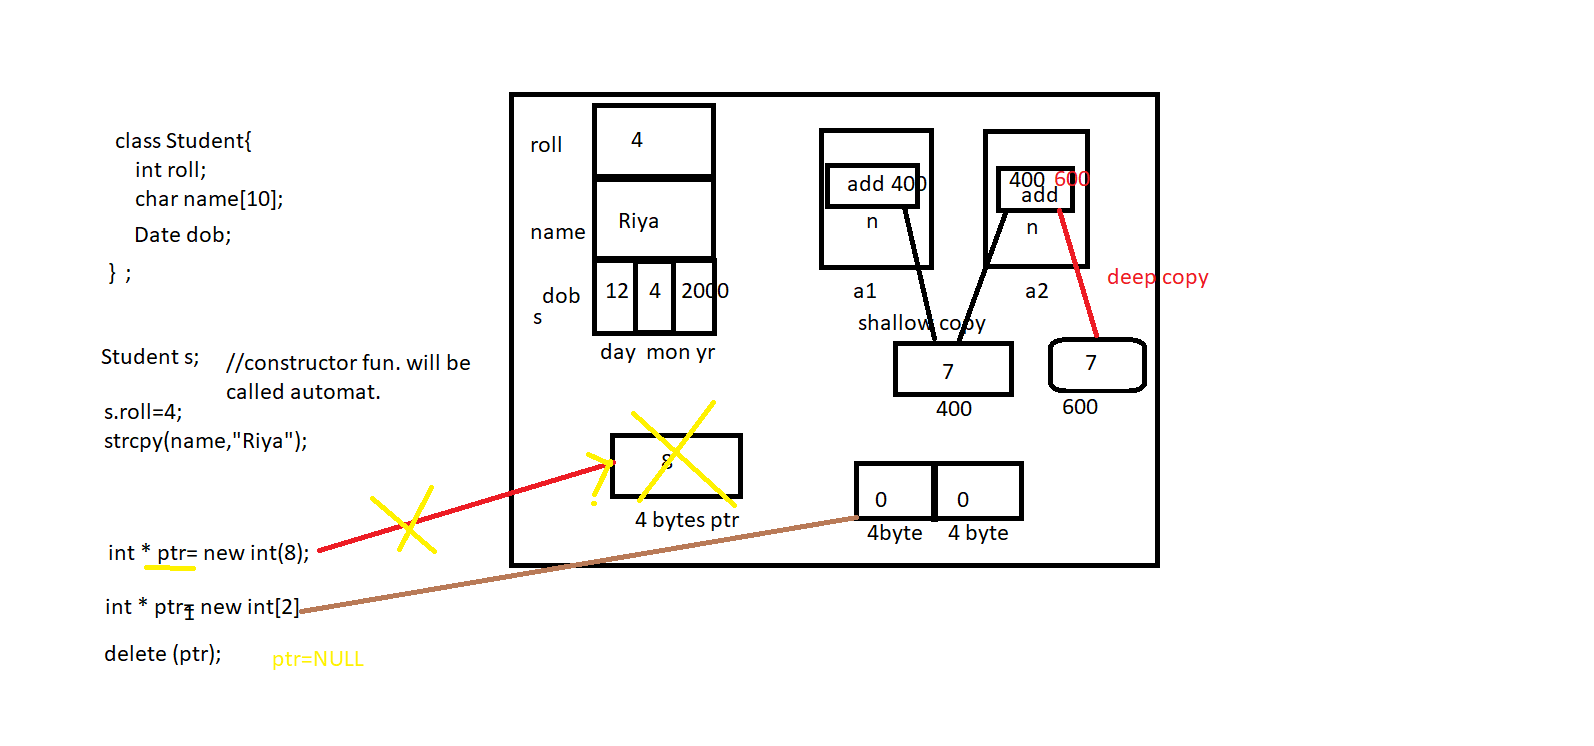 class Student{
int roll;
char name[10];
Date dob;
} ;
Student s;
//constructor fun. will be
called automat.
s.roll=4;
strcpy(name,"Riya");
int * ptr= new int(8);
int * ptr= new int[2]
delete (ptr);
ptr=NULL
roll
4
name
Riya
dob
12
4
2000
s
day mon yr
8
4 bytes ptr
add 400
n
a1
400 600
add
n
a2
deep copy
shallow copy
7
400
7
600
0
0
4byte
4 byte